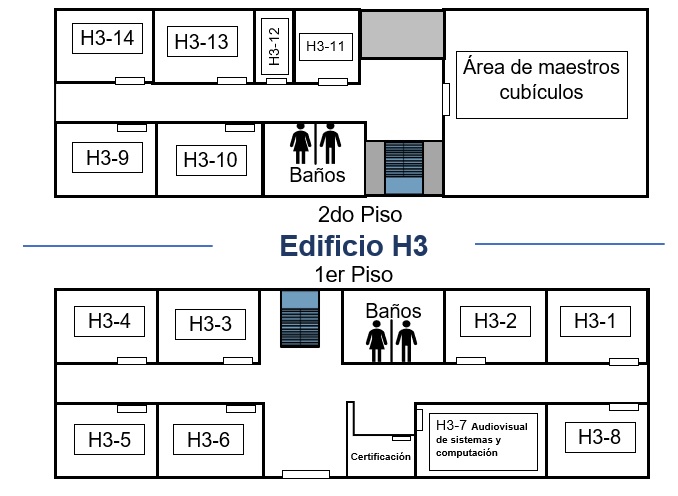 H3-14
H3-13
H3-12
H3-11
Área de maestros
cubículos
H3-9
H3-10
Baños
2do Piso
Edificio H3
1er Piso
H3-4
H3-3
Baños
H3-2
H3-1
H3-5
H3-6
Certificación
H3-7 Audiovisual
de sistemas y
computación
H3-8